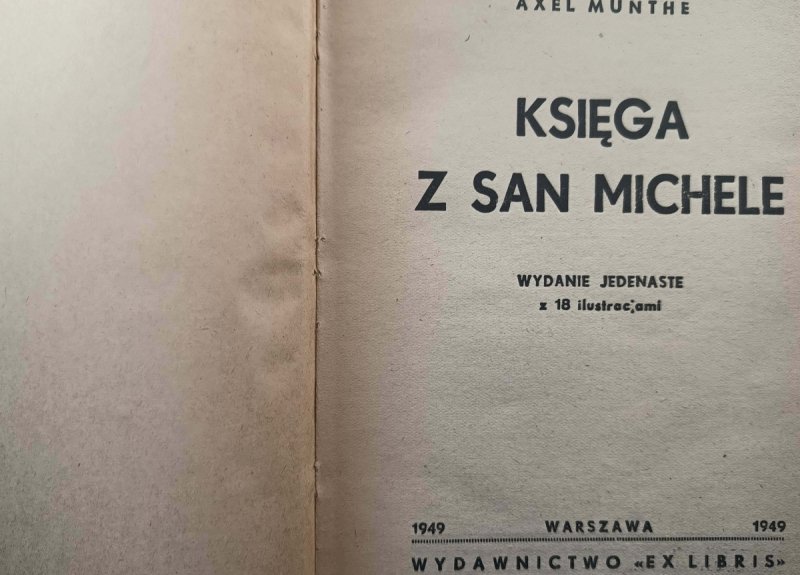 AXEL MUNTHE
KSIĘGA
Z SAN MICHELE
WYDANIE JEDENASTE
z 18 ilustracjami
1949 WARSZAWA 1949
WYDAWNICTWO «EX LIBRIS»